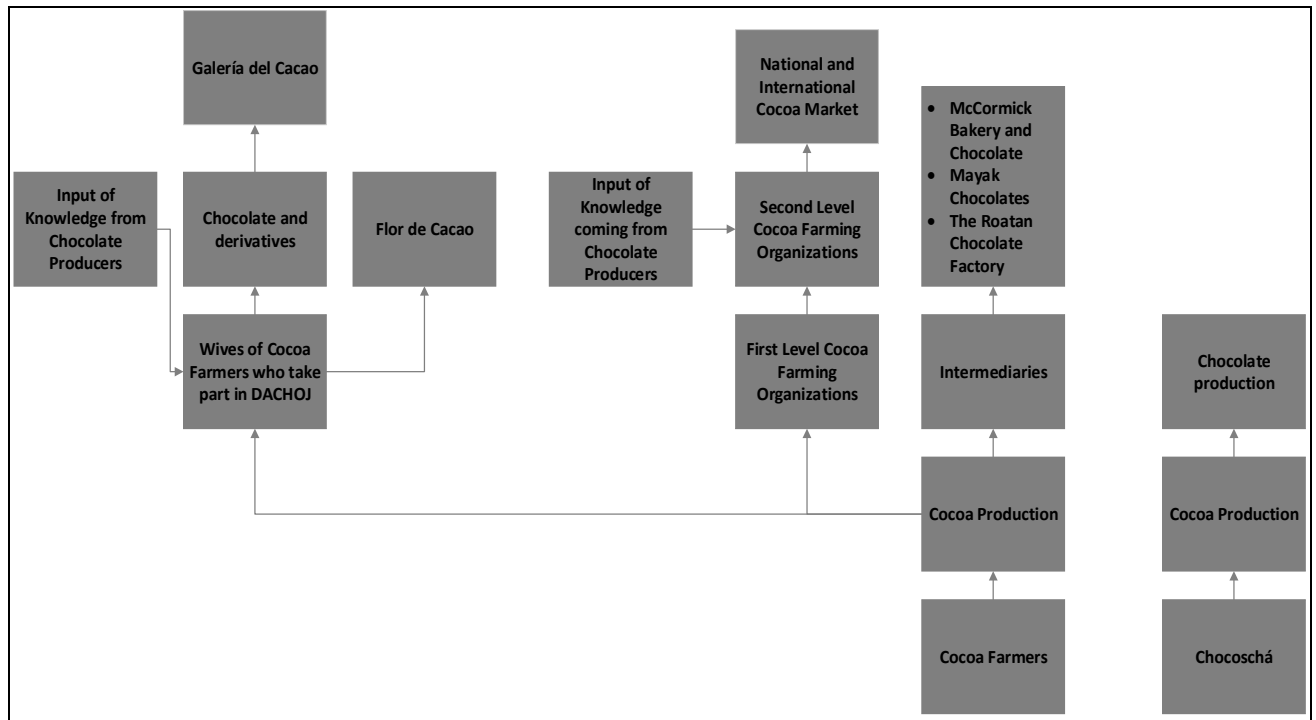 Galería del Cacao
National and
International
Cocoa Market
• McCormick
Bakery and
Chocolate
• Mayak
Chocolates
• The Roatan
Chocolate
Factory
Input of
Knowledge from
Chocolate
Producers
Chocolate and
derivatives
Flor de Cacao
Input of
Knowledge
coming from
Chocolate
Producers
Second Level
Cocoa Farming
Organizations
Wives of Cocoa
Farmers who take
part in DACHOJ
First Level Cocoa
Farming
Organizations
Intermediaries
Chocolate
production
Cocoa Production
Cocoa Production
Cocoa Farmers
Chocoschá